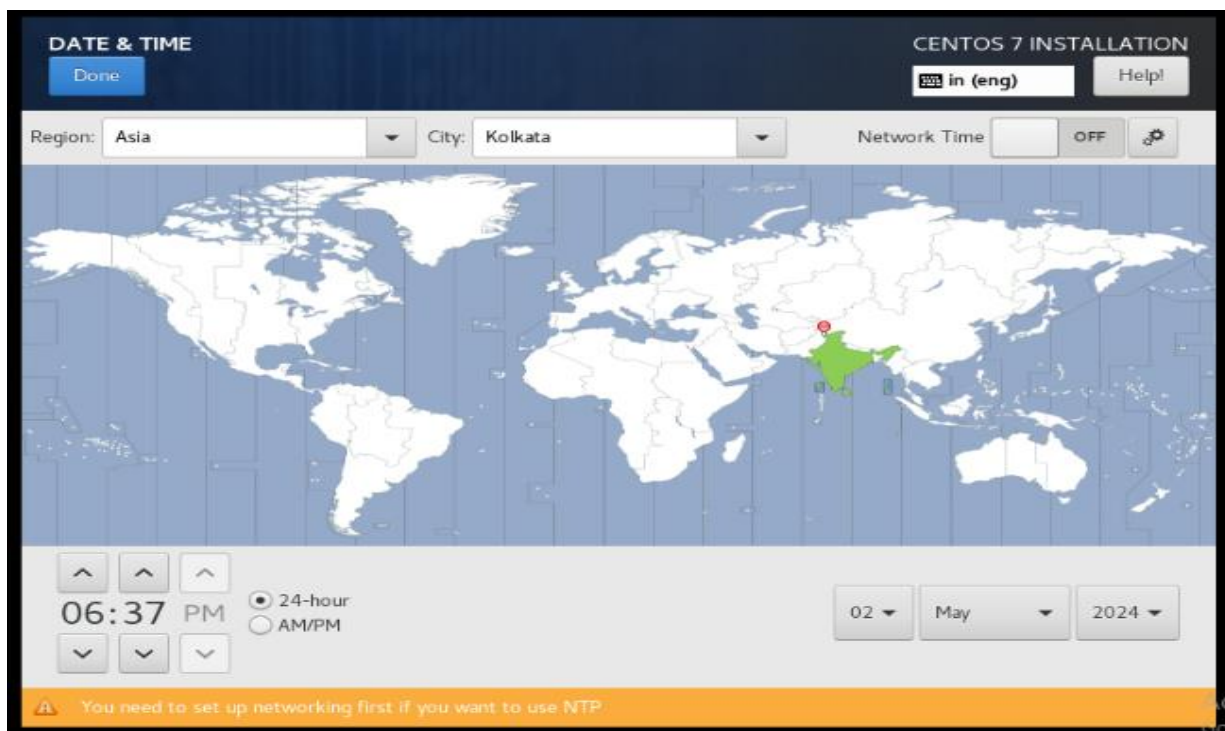 DATE & TIME
CENTOS 7 INSTALLATION
Done
in (eng)
Help!
Region: Asia City: Kolkata Network Time OFF
06:37 PM
24-hour
AM/PM
02 May 2024
You need to set up networking first if you want to use NTP